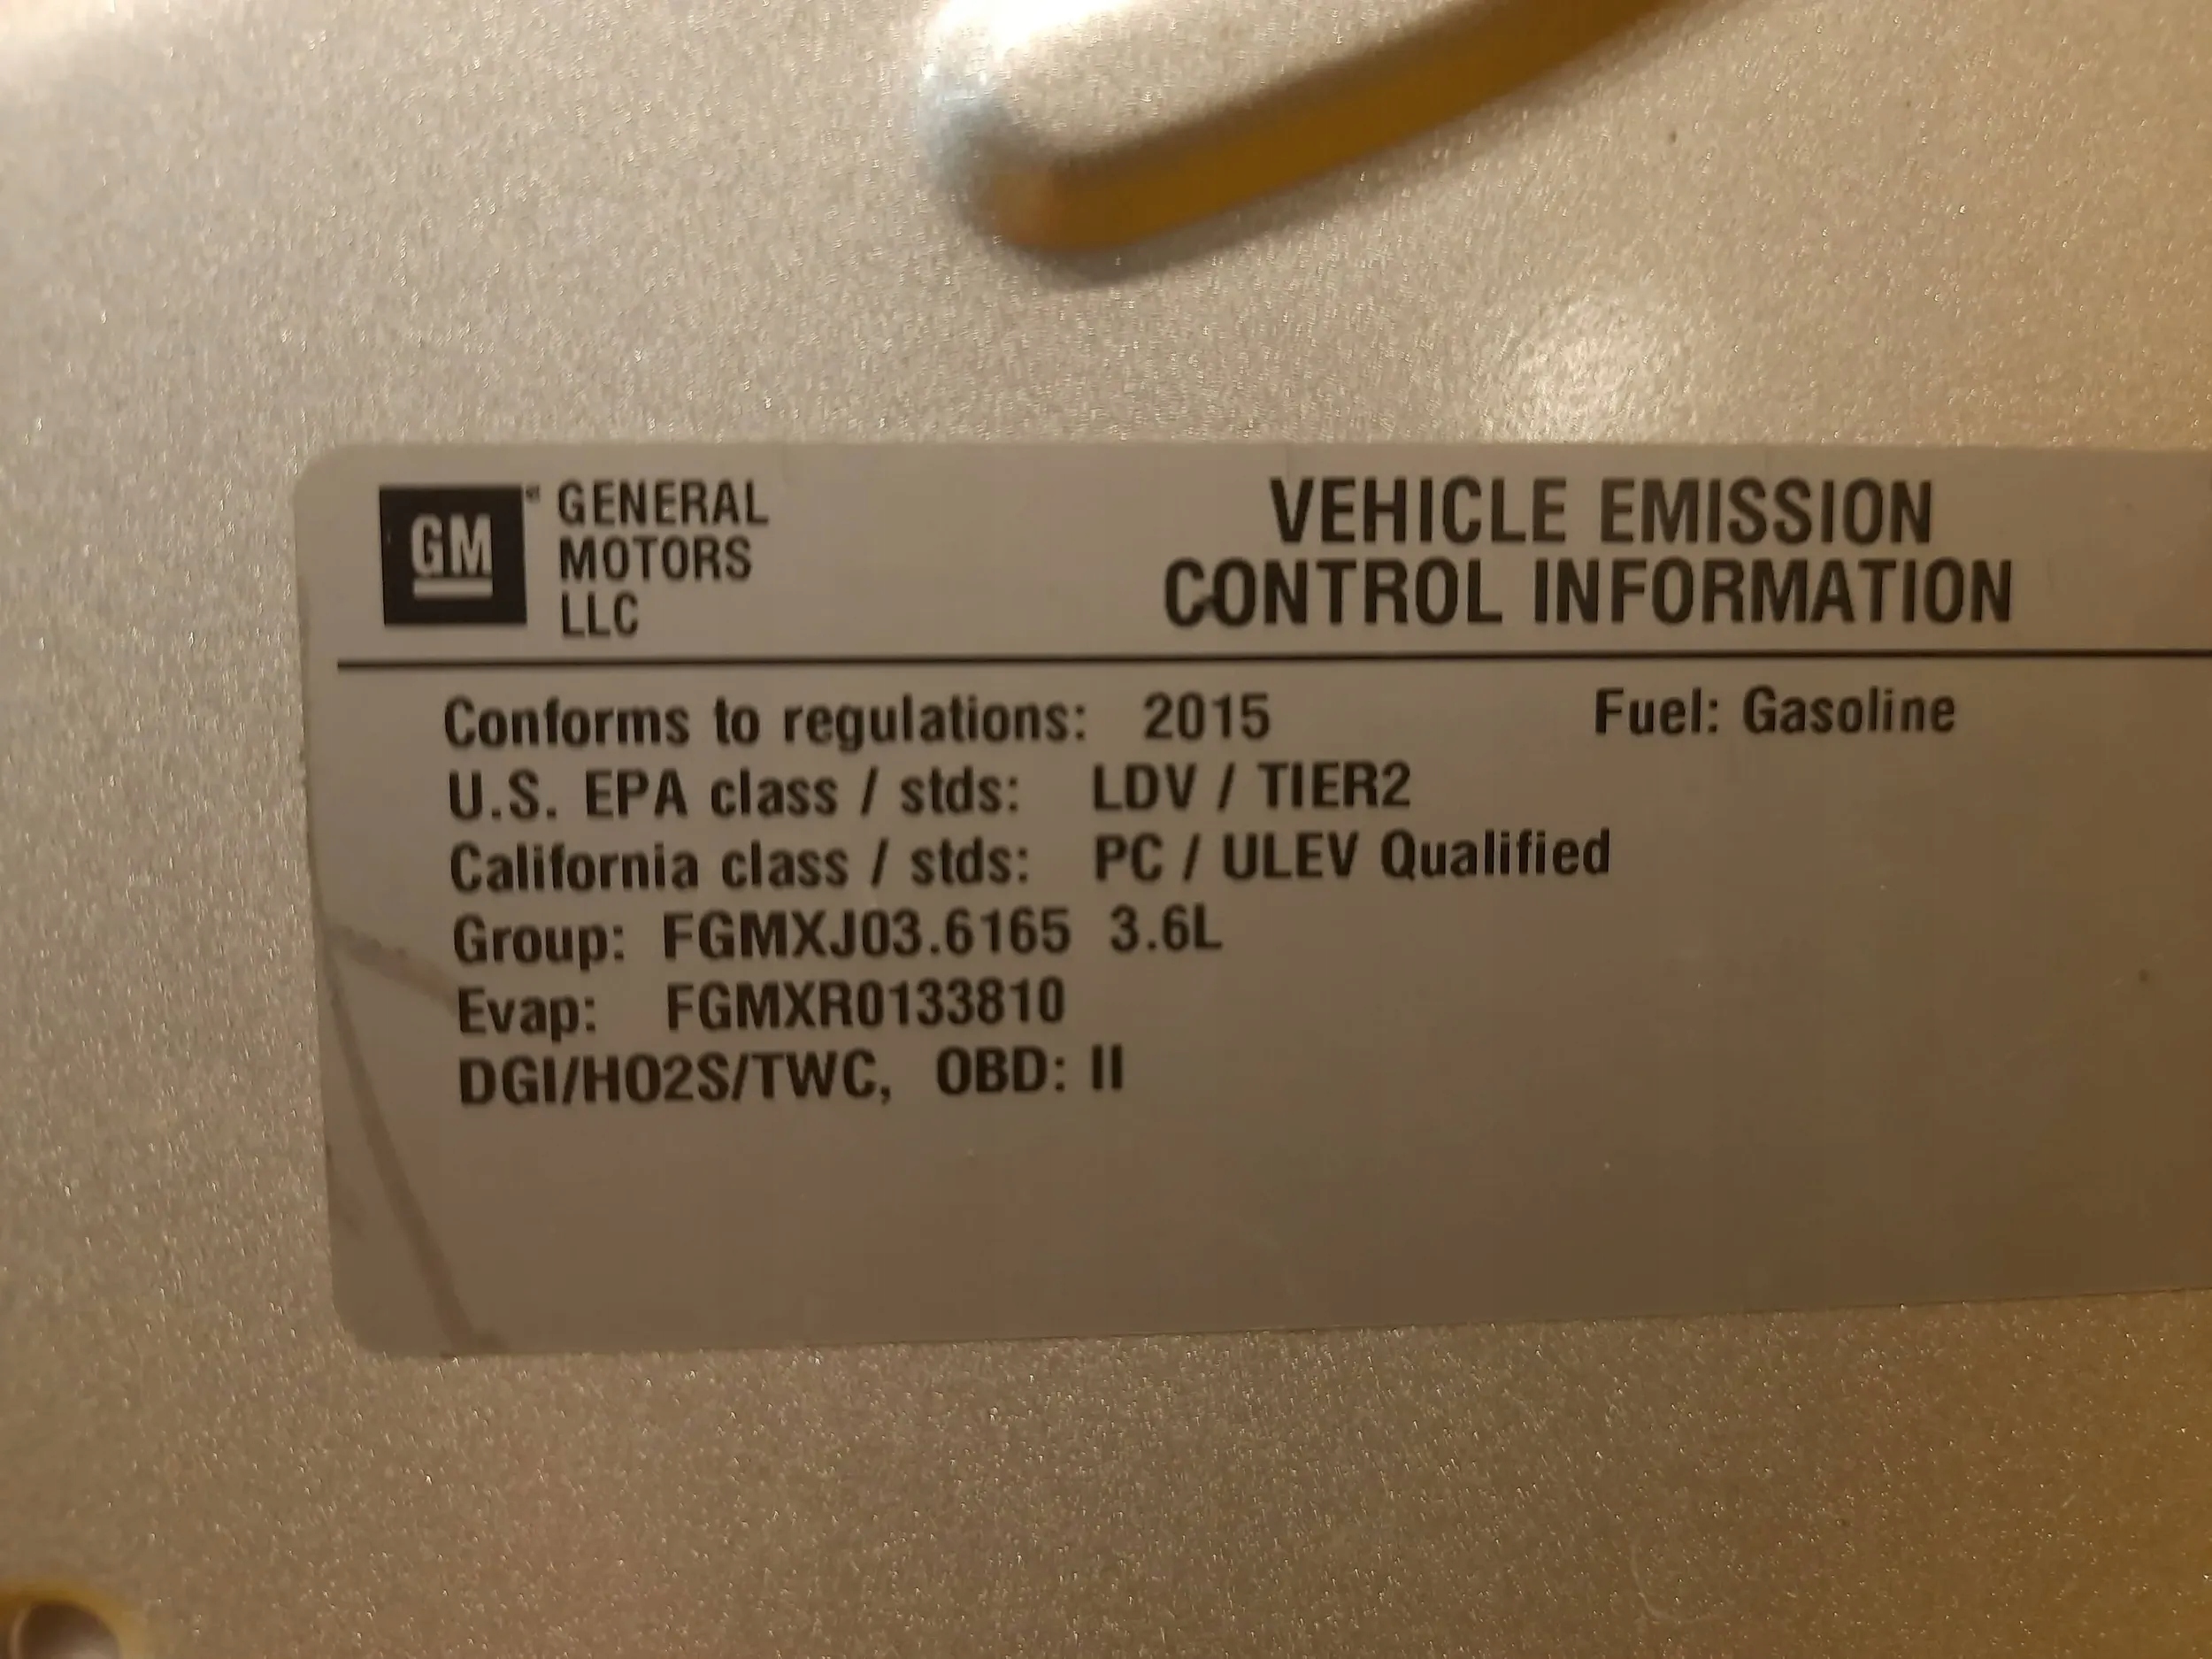 GM GENERAL
MOTORS
LLC
VEHICLE EMISSION
CONTROL INFORMATION
Conforms to regulations: 2015 Fuel: Gasoline
U.S. EPA class / stds: LDV / TIER2
California class / stds: PC / ULEV Qualified
Group: FGMXJ03.6165 3.6L
Evap: FGMXR0133810
DGI/HO2S/TWC, OBD: II